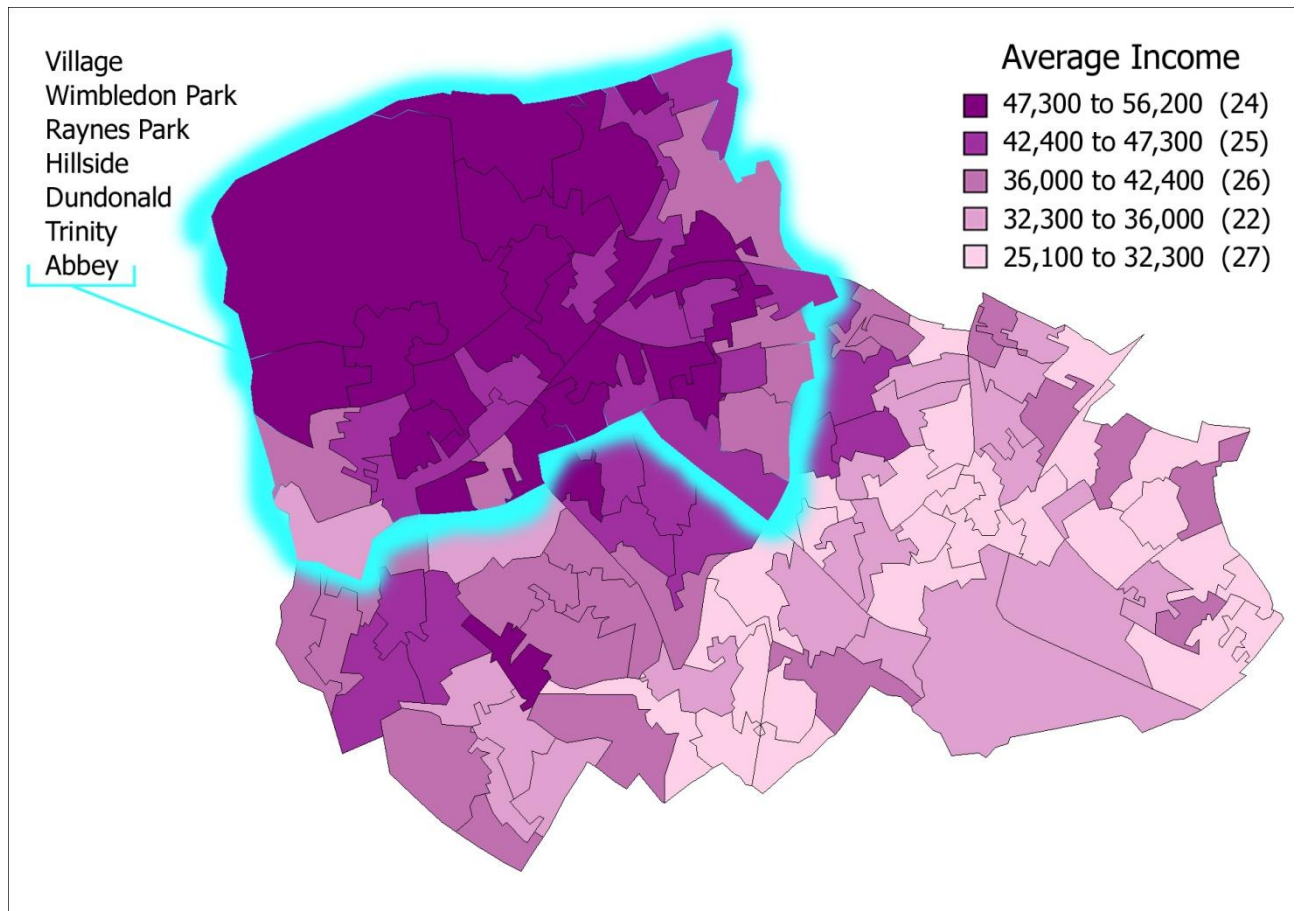 Village
Wimbledon Park
Raynes Park
Hillside
Dundonald
Trinity
Abbey
Average Income
47,300 to 56,200 (24)
42,400 to 47,300 (25)
36,000 to 42,400 (26)
32,300 to 36,000 (22)
25,100 to 32,300 (27)